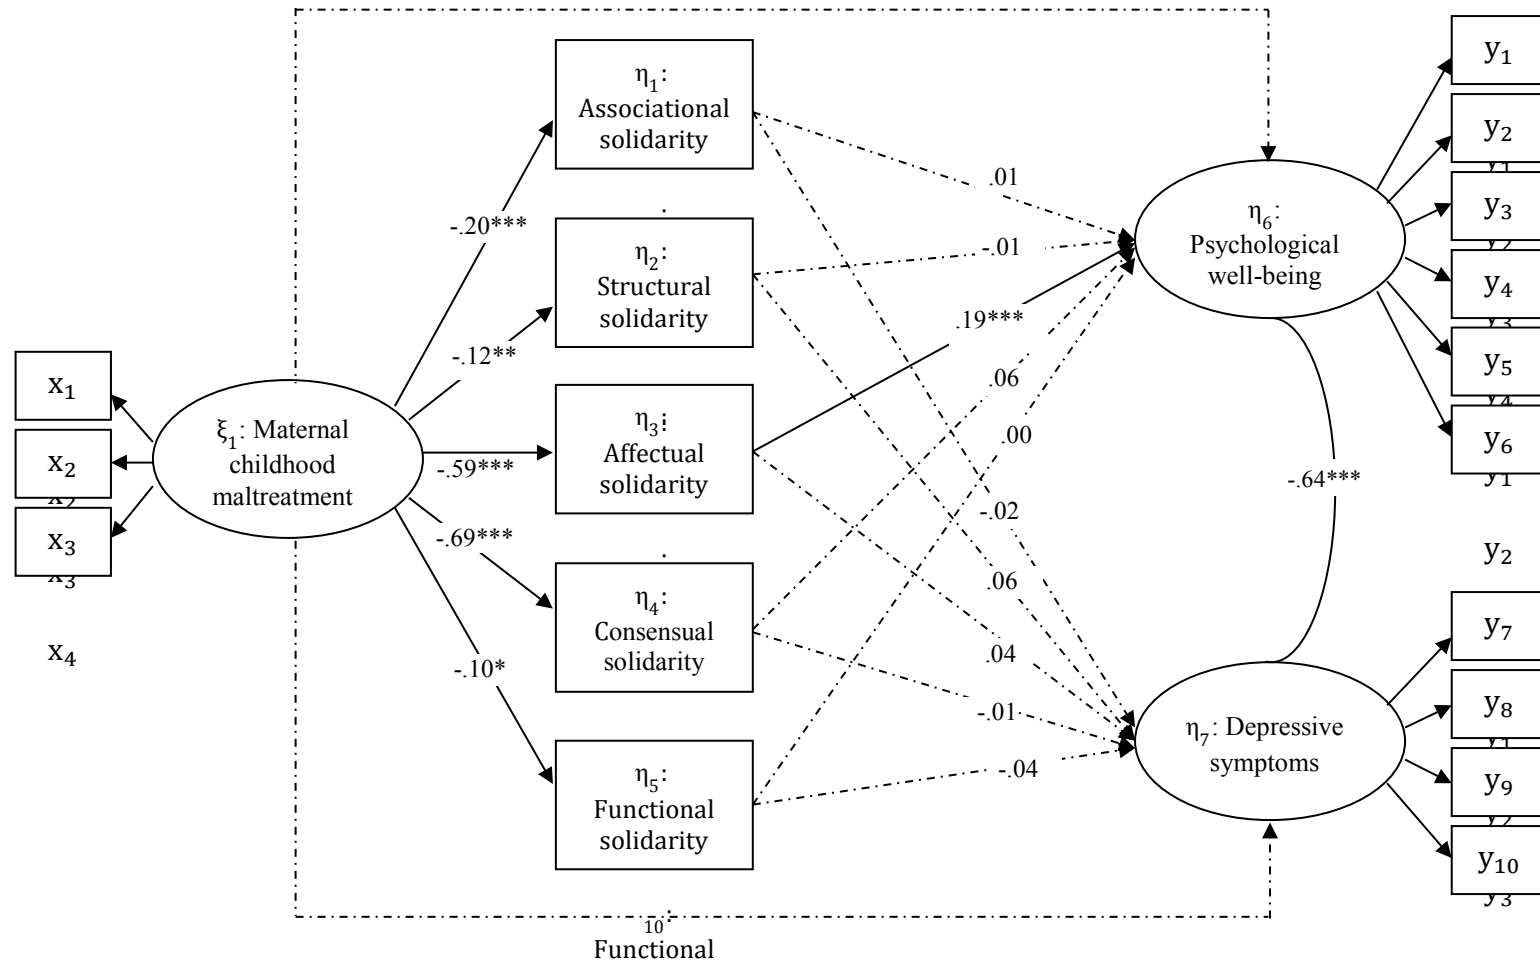 x₁
x₂
x₃
x₄
ξ₁: Maternal
childhood
maltreatment
-.20***
-.12**
-.59***
-.69***
-.10*
η₁:
Associational
solidarity
η₂:
Structural
solidarity
η₃:
Affectual
solidarity
η₄:
Consensual
solidarity
η₅:
Functional
solidarity
10:
Functional
.01
-.01
.19***
.06
.00
-.02
.06
.04
-.01
-.04
η₆:
Psychological
well-being
-.64***
η₇: Depressive
symptoms
y₁
y₂
y₃
y₄
y₅
y₆
y₁
y₂
y₇
y₈
y₉
y₁₀
y₃